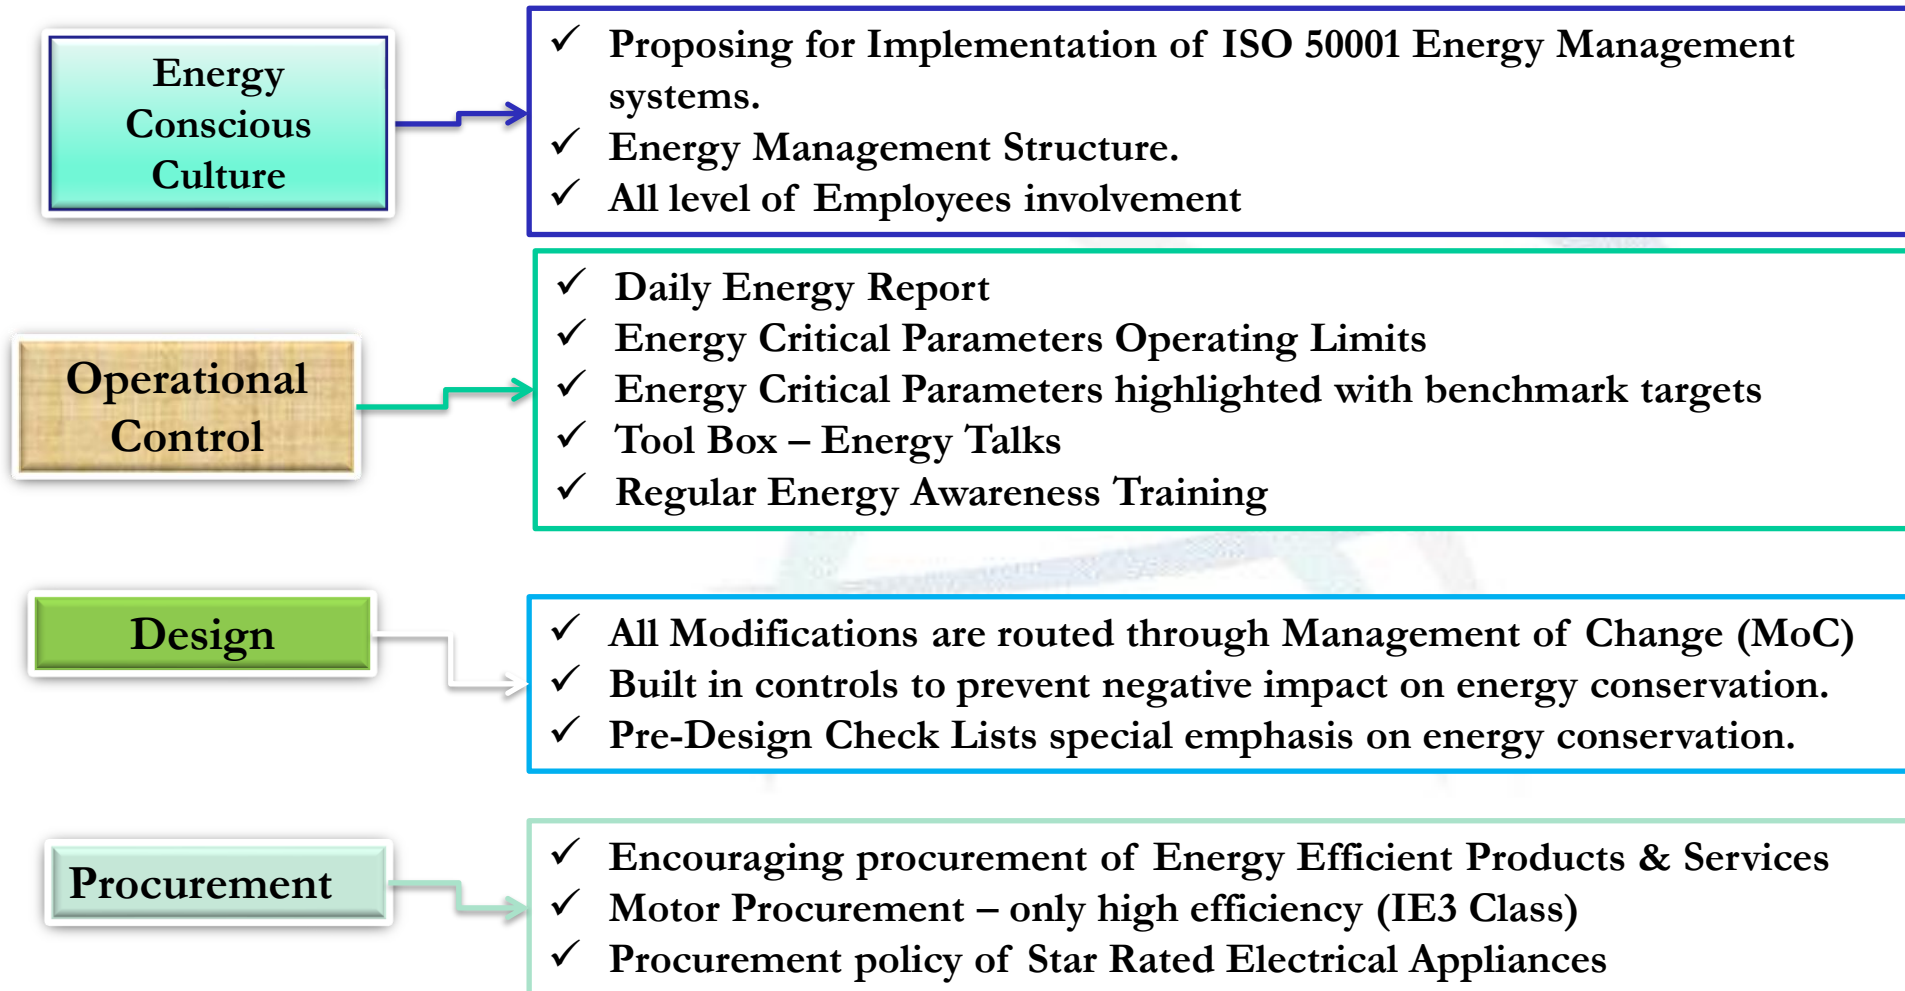 Energy
Conscious
Culture
✓ Proposing for Implementation of ISO 50001 Energy Management
systems.
✓ Energy Management Structure.
✓ All level of Employees involvement
Operational
Control
✓ Daily Energy Report
✓ Energy Critical Parameters Operating Limits
✓ Energy Critical Parameters highlighted with benchmark targets
✓ Tool Box – Energy Talks
✓ Regular Energy Awareness Training
Design
✓ All Modifications are routed through Management of Change (MoC)
✓ Built in controls to prevent negative impact on energy conservation.
✓ Pre-Design Check Lists special emphasis on energy conservation.
Procurement
✓ Encouraging procurement of Energy Efficient Products & Services
✓ Motor Procurement – only high efficiency (IE3 Class)
✓ Procurement policy of Star Rated Electrical Appliances